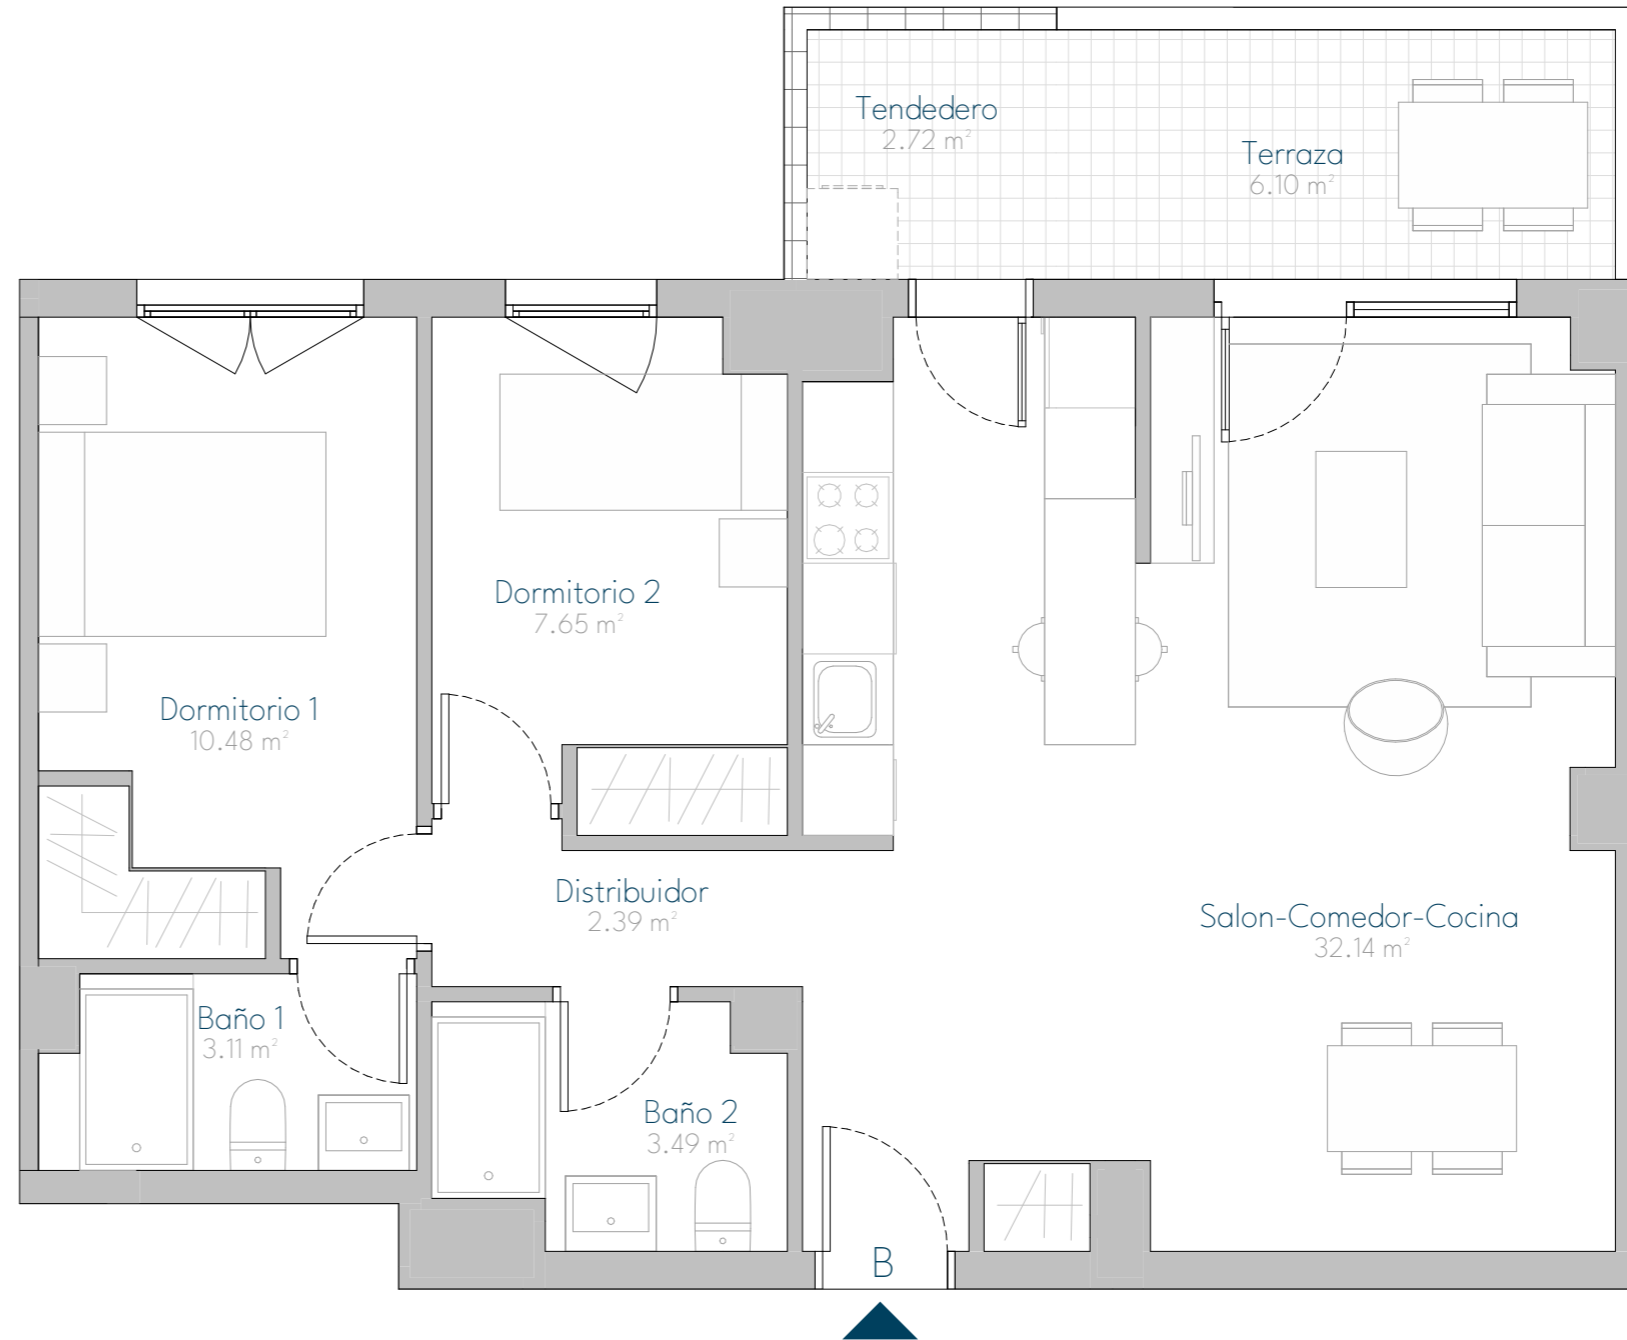 Tendedero
2.72 m²
Terraza
6.10 m²
Dormitorio 2
7.65 m²
Dormitorio 1
10.48 m²
Distribuidor
2.39 m²
Salon-Comedor-Cocina
32.14 m²
Baño 1
3.11 m²
Baño 2
3.49 m²
B